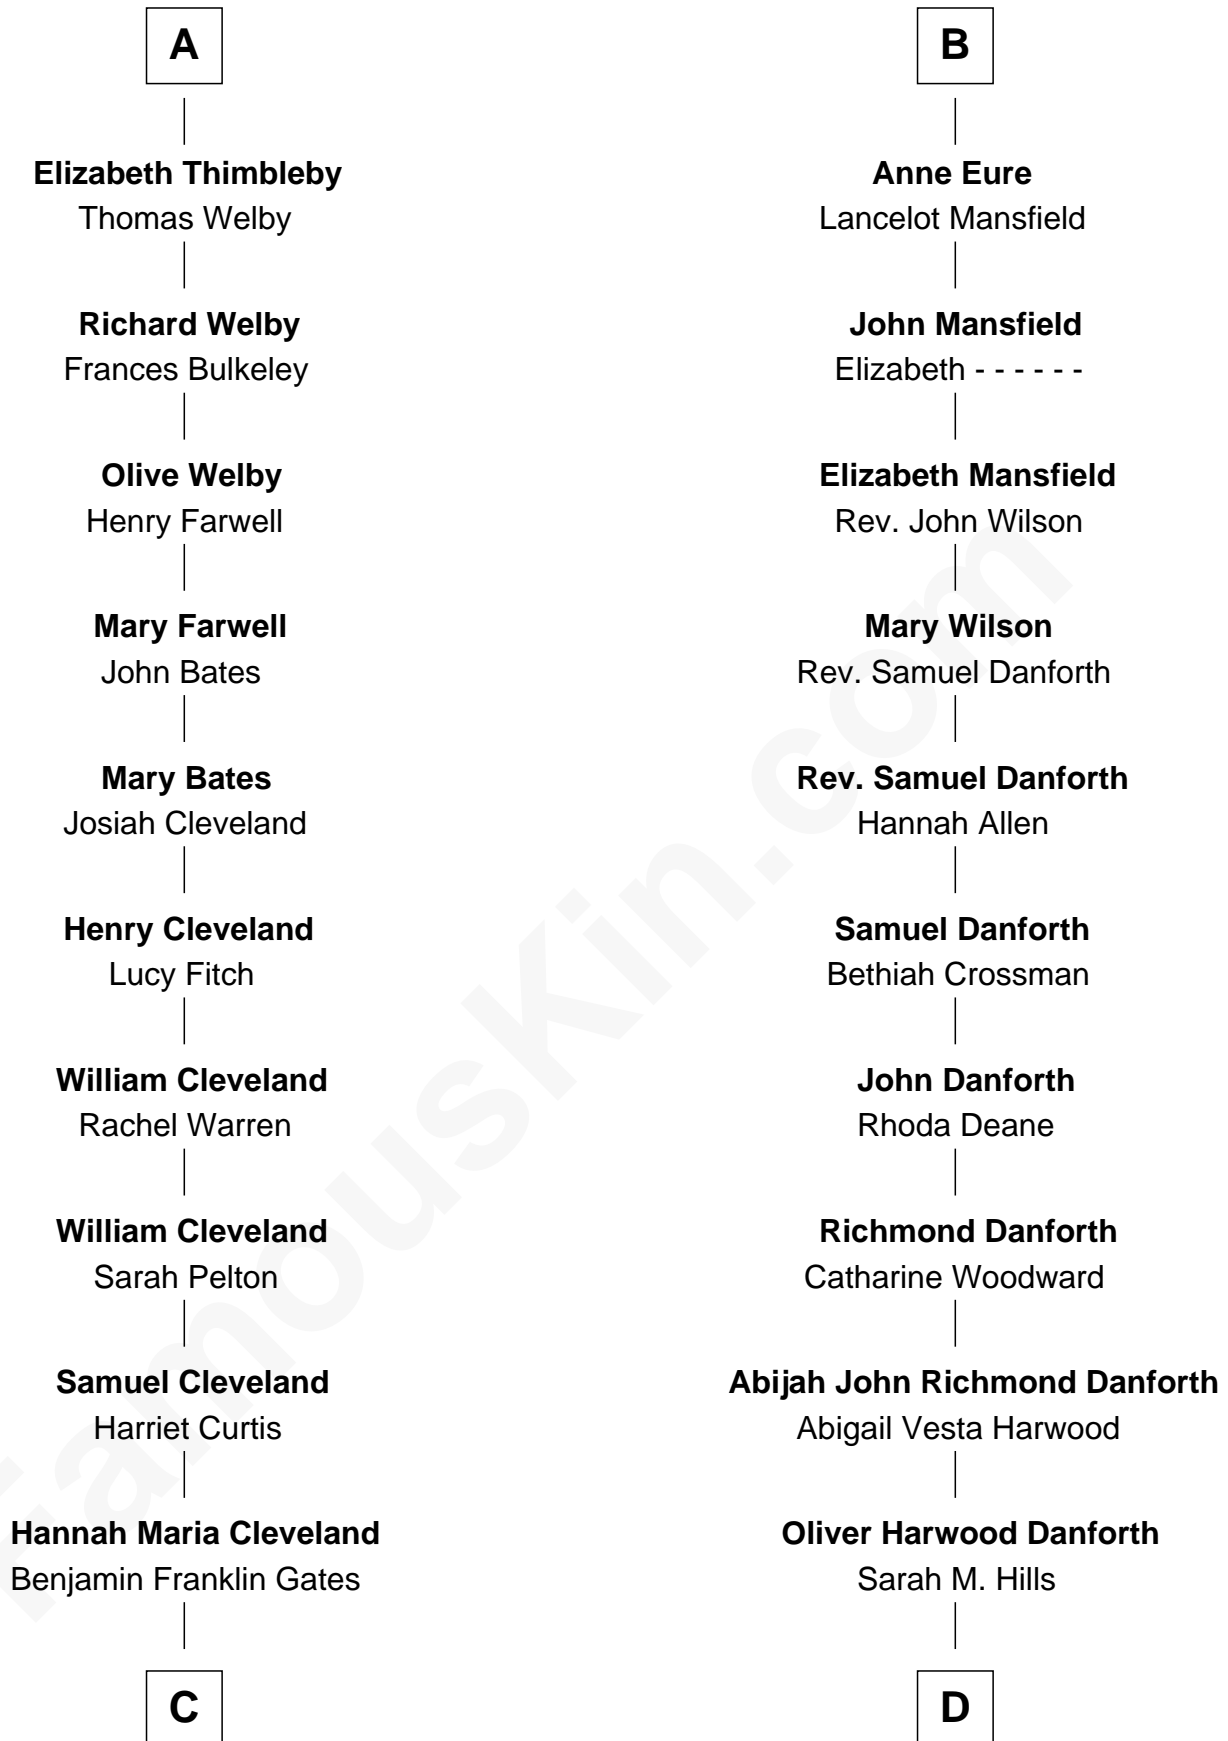 A
Elizabeth Thimbleby
Thomas Welby
Richard Welby
Frances Bulkeley
Olive Welby
Henry Farwell
Mary Farwell
John Bates
Mary Bates
Josiah Cleveland
Henry Cleveland
Lucy Fitch
William Cleveland
Rachel Warren
William Cleveland
Sarah Pelton
Samuel Cleveland
Harriet Curtis
Hannah Maria Cleveland
Benjamin Franklin Gates
C
B
Anne Eure
Lancelot Mansfield
John Mansfield
Elizabeth - - - - - -
Elizabeth Mansfield
Rev. John Wilson
Mary Wilson
Rev. Samuel Danforth
Rev. Samuel Danforth
Hannah Allen
Samuel Danforth
Bethiah Crossman
John Danforth
Rhoda Deane
Richmond Danforth
Catharine Woodward
Abijah John Richmond Danforth
Abigail Vesta Harwood
Oliver Harwood Danforth
Sarah M. Hills
D
FamousKin.com